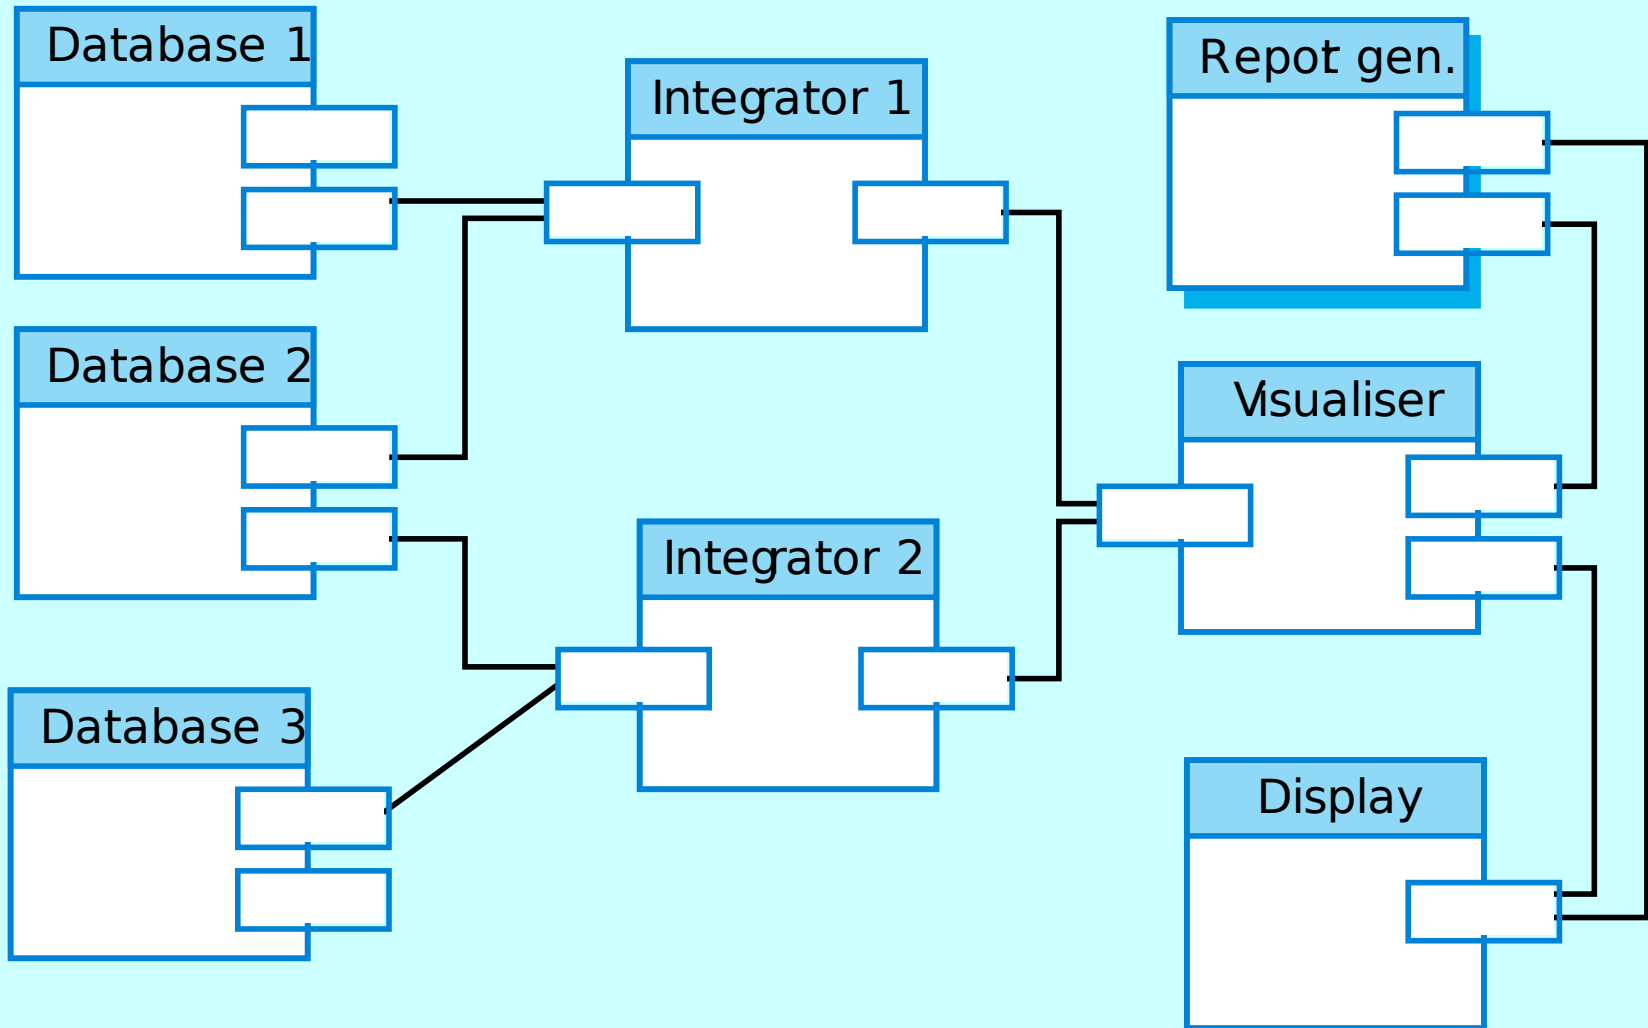 Database 1
Integrator 1
Repot gen.
Database 2
Visualiser
Integrator 2
Database 3
Display